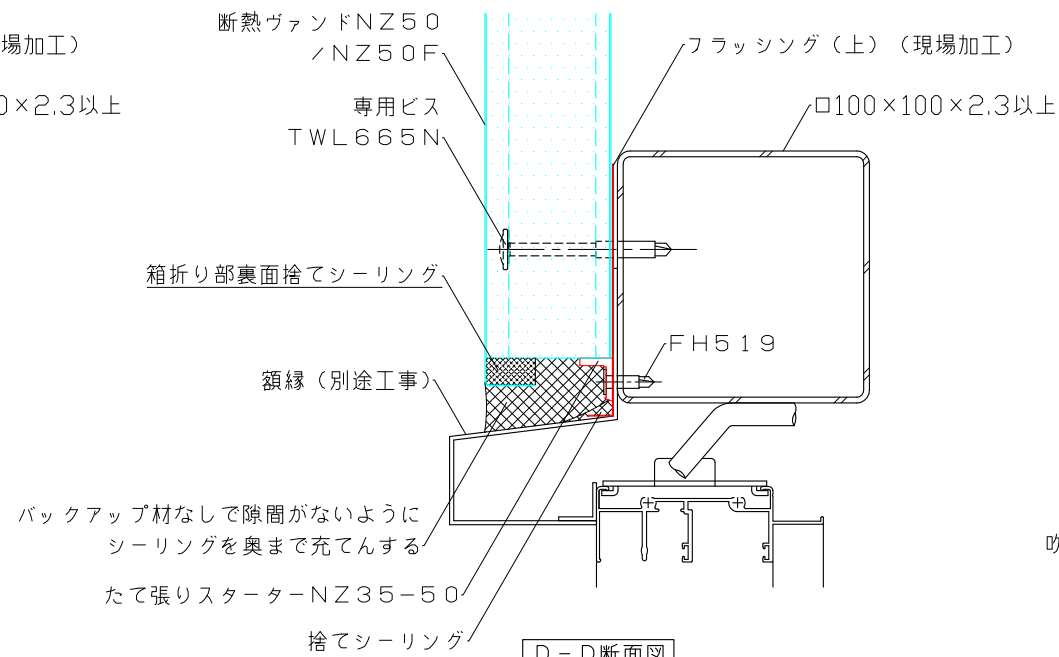 断熱ヴァンドNZ50
/NZ50F
フラッシング（上）（現場加工）
場加工）
0×2.3以上
専用ビス
TWL665N
□100×100×2.3以上
箱折り部裏面捨てシーリング
FH519
額縁（別途工事）
バックアップ材なしで隙間がないように
シーリングを奥まで充てんする
たて張りスターターNZ35-50
捨てシーリング
D-D断面図